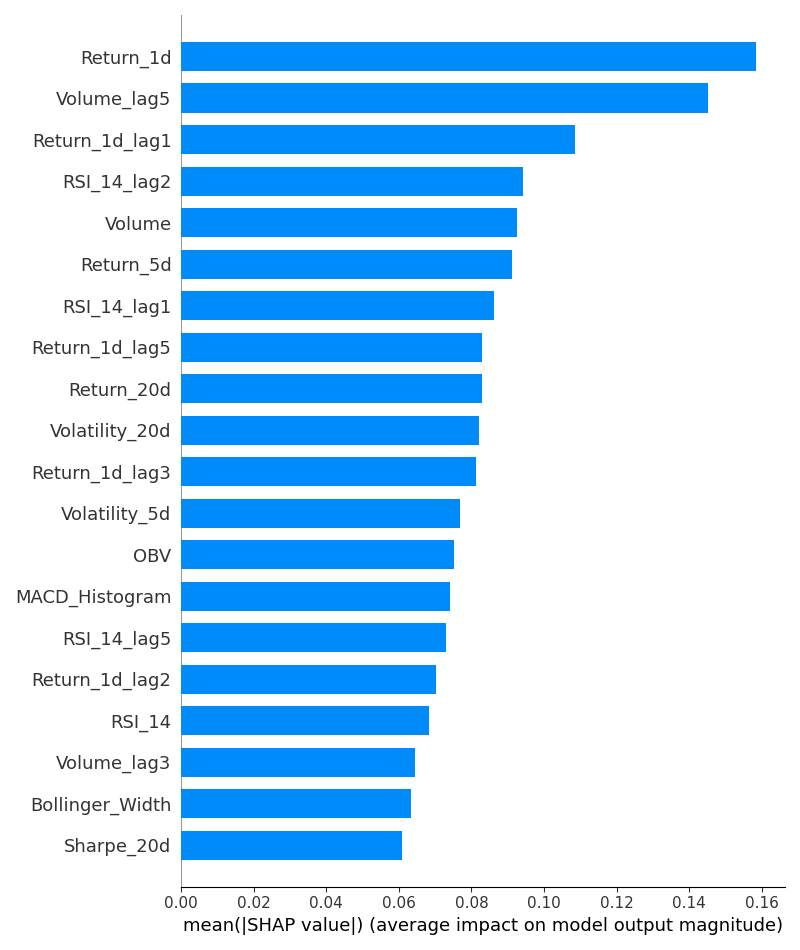 Return_1d
Volume_lag5
Return_1d_lag1
RSI_14_lag2
Volume
Return_5d
RSI_14_lag1
Return_1d_lag5
Return_20d
Volatility_20d
Return_1d_lag3
Volatility_5d
OBV
MACD_Histogram
RSI_14_lag5
Return_1d_lag2
RSI_14
Volume_lag3
Bollinger_Width
Sharpe_20d
0.00 0.02 0.04 0.06 0.08 0.10 0.12 0.14 0.16
mean(|SHAP value|) (average impact on model output magnitude)